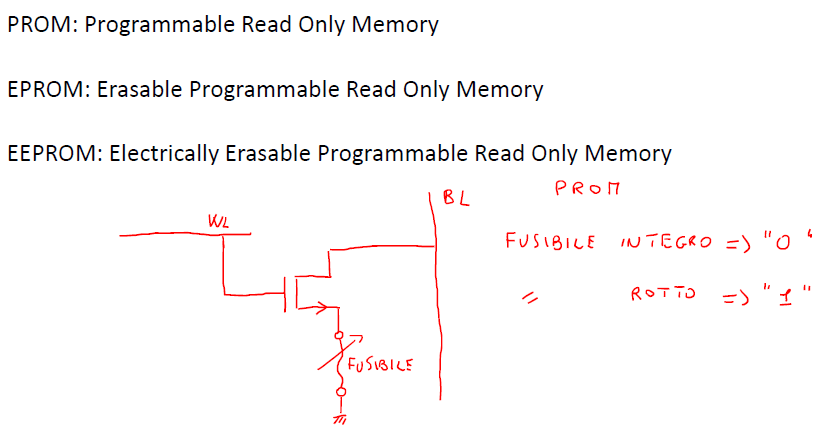 PROM: Programmable Read Only Memory
EPROM: Erasable Programmable Read Only Memory
EEPROM: Electrically Erasable Programmable Read Only Memory
BL
PROM
WL
FUSIBILE INTEGRO => "0"
" ROTTO => "1"
FUSIBILE